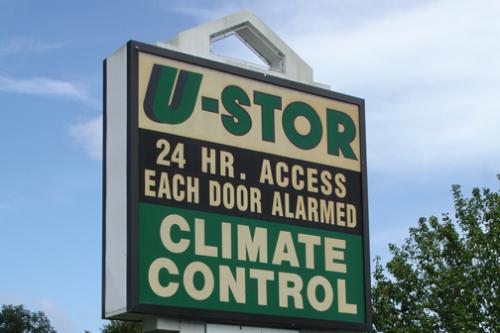 U-STOR
24 HR. ACCESS
EACH DOOR ALARMED
CLIMATE
CONTROL